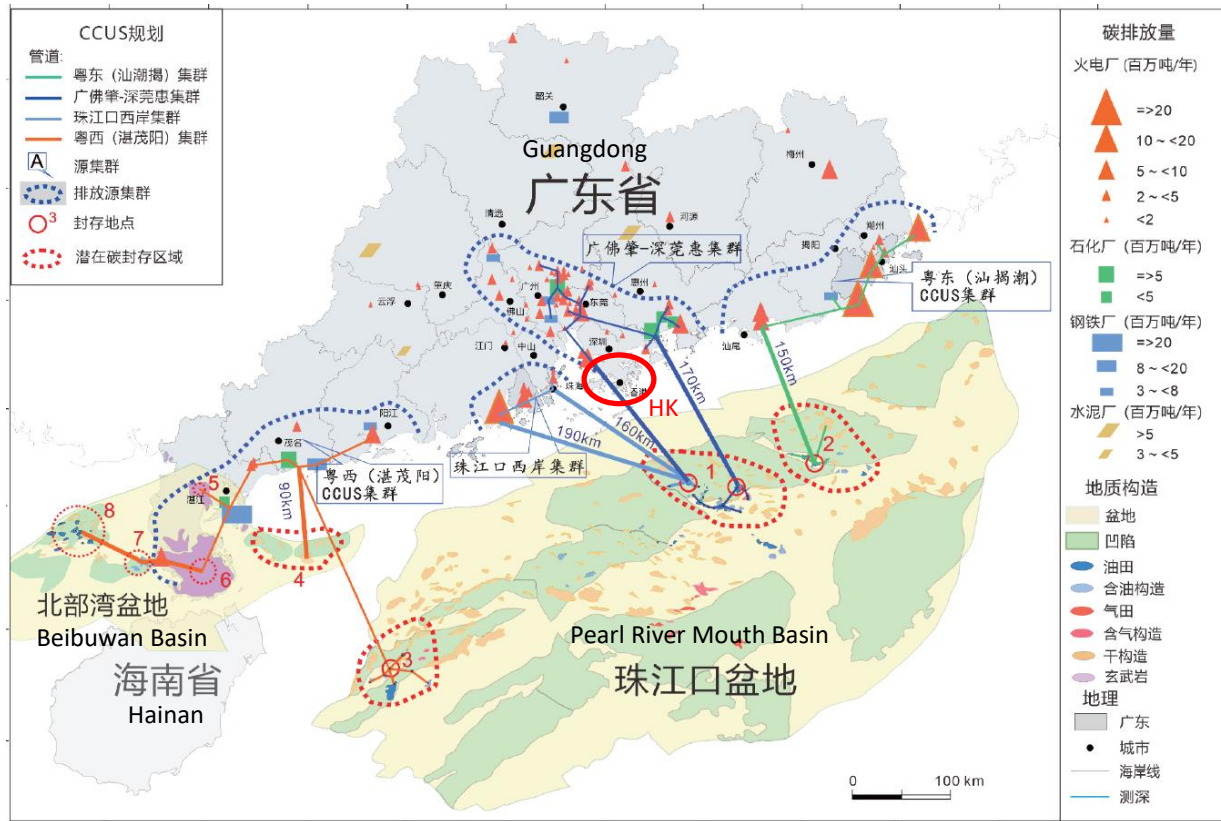 CCUS规划
管道:
粤东（汕潮揭）集群
广佛肇-深莞惠集群
珠江口西岸集群
粤西（湛茂阳）集群
A 源集群
排放源集群
3 封存地点
潜在碳封存区域
韶关
Guangdong
广东省
梅州
清远
河源
潮州
揭阳
汕头
广佛肇-深莞惠集群
粤东（汕揭潮）
CCUS集群
肇庆
云浮
广州
佛山
东莞
惠州
汕尾
江门
中山
深圳
珠海
香港
HK
150km
170km
160km
190km
阳江
茂名
珠江口西岸集群
粤西（湛茂阳）
CCUS集群
90km
湛江
1
2
3
4
5
6
7
8
北部湾盆地
Beibuwan Basin
海南省
Hainan
Pearl River Mouth Basin
珠江口盆地
0 100 km
碳排放量
火电厂 (百万吨/年)
=>20
10 ~ <20
5 ~ <10
2 ~ <5
<2
石化厂 (百万吨/年)
=>5
<5
钢铁厂 (百万吨/年)
=>20
8 ~ <20
3 ~ <8
水泥厂 (百万吨/年)
>5
3 ~ <5
地质构造
盆地
凹陷
油田
含油构造
气田
含气构造
干构造
玄武岩
地理
广东
城市
海岸线
测深